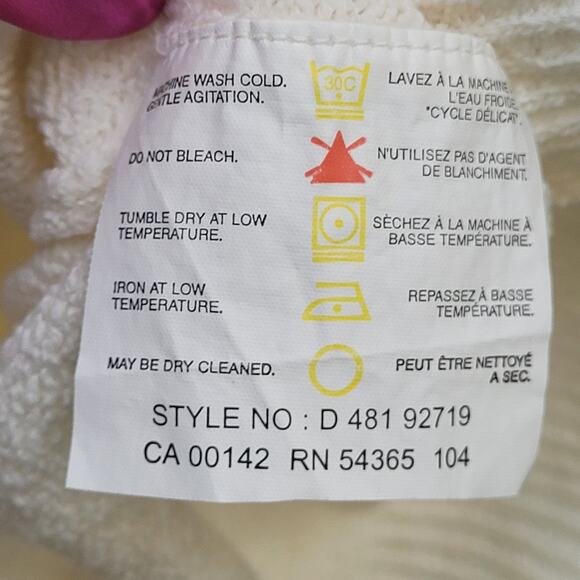 MACHINE WASH COLD.
GENTLE AGITATION.
30C
LAVEZ À LA MACHINE
L'EAU FROIDE
"CYCLE DÉLICAT".
DO NOT BLEACH.
N'UTILISEZ PAS D'AGENT
DE BLANCHIMENT.
TUMBLE DRY AT LOW
TEMPERATURE.
SÈCHEZ À LA MACHINE À
BASSE TEMPÉRATURE.
IRON AT LOW
TEMPERATURE.
REPASSEZ À BASSE
TEMPÉRATURE.
MAY BE DRY CLEANED.
PEUT ÊTRE NETTOYÉ
A SEC.
STYLE NO : D 481 92719
CA 00142 RN 54365 104